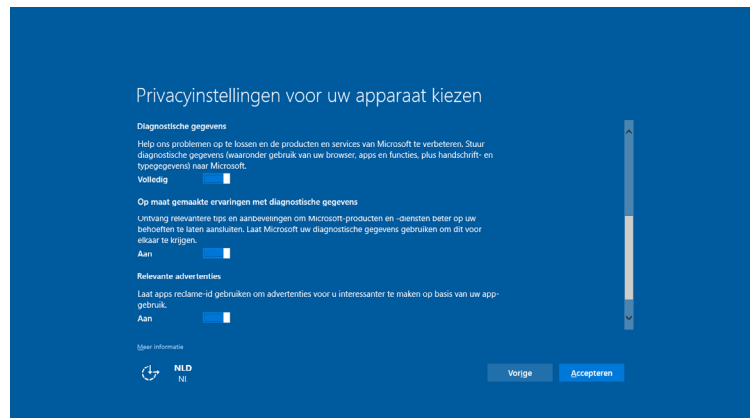 Privacyinstellingen voor uw apparaat kiezen
Diagnostische gegevens
Help ons problemen op te lossen en de producten en services van Microsoft te verbeteren. Stuur
diagnostische gegevens (waaronder gebruik van uw browser, apps en functies, plus handschrift- en
typegegevens) naar Microsoft.
Volledig
Op maat gemaakte ervaringen met diagnostische gegevens
Ontvang relevantere tips en aanbevelingen om Microsoft-producten en -diensten beter op uw
behoeften te laten aansluiten. Laat Microsoft uw diagnostische gegevens gebruiken om dit voor
elkaar te krijgen.
Aan
Relevante advertenties
Laat apps reclame-id gebruiken om advertenties voor u interessanter te maken op basis van uw app-
gebruik.
Aan
Meer informatie
NLD
NI
Vorige
Accepteren